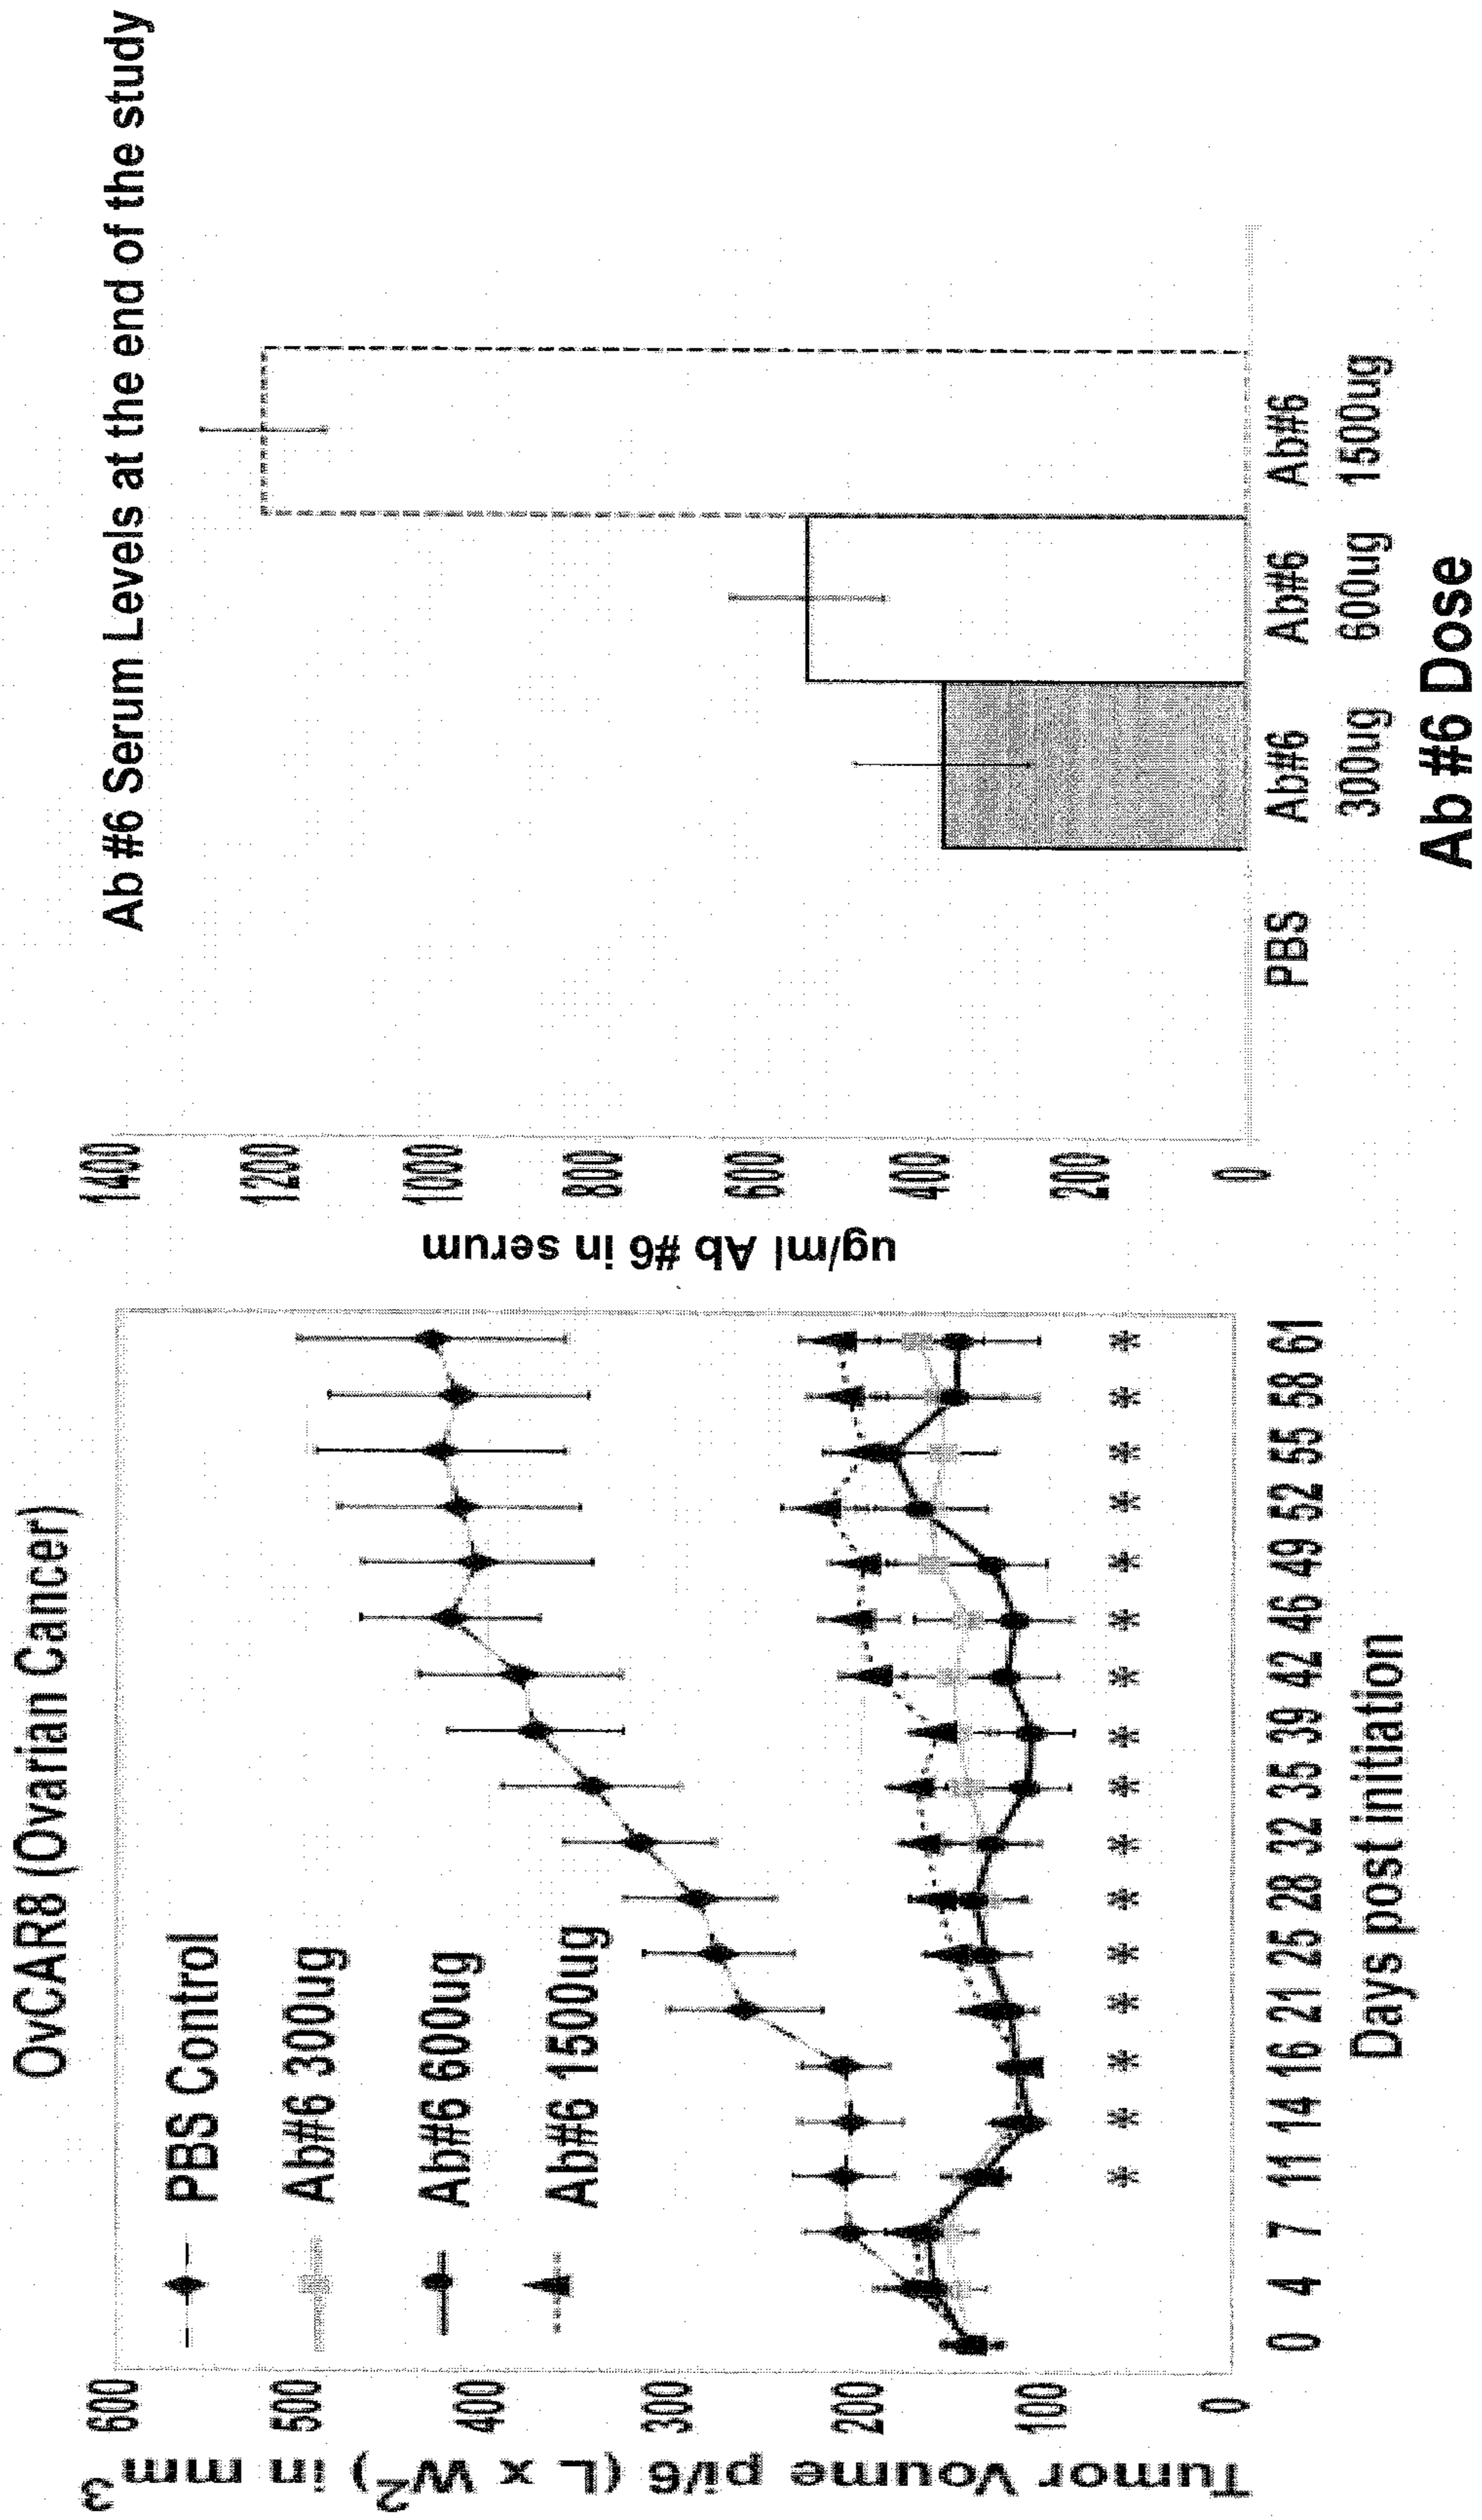 OvCAR8 (Ovarian Cancer)
Tumor Voume pi/6 (L x W²) in mm³
600
500
400
300
200
100
0
PBS Control
Ab#6 300ug
Ab#6 600ug
Ab#6 1500ug
* * * * * * * * * * * * * * * *
0 4 7 11 14 16 21 25 28 32 35 39 42 46 49 52 55 58 61
Days post initiation
Ab #6 Serum Levels at the end of the study
ug/ml Ab #6 in serum
1400
1200
1000
800
600
400
200
0
PBS Ab#6 Ab#6 Ab#6
300ug 600ug 1500ug
Ab #6 Dose